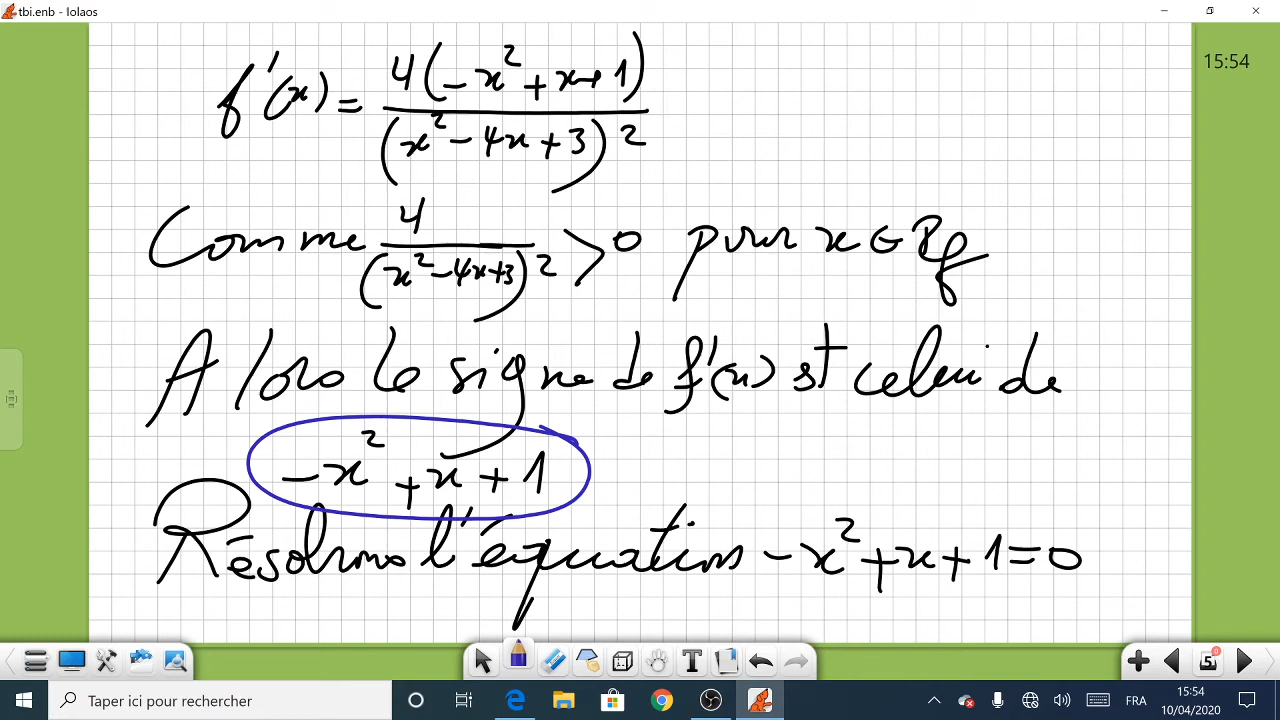 tbi.enb - Iolaos
15:54
f'(x) = 4(-x²+x+1) / (x²-4x+3)²
Comme 4 / (x²-4x+3)² >0 pour x∈Df
Alors le signe de f'(x) est celui de
-x²+x+1
Résolvons l'équation -x²+x+1=0
T
0
5
Taper ici pour rechercher
FRA
15:54
10/04/2020